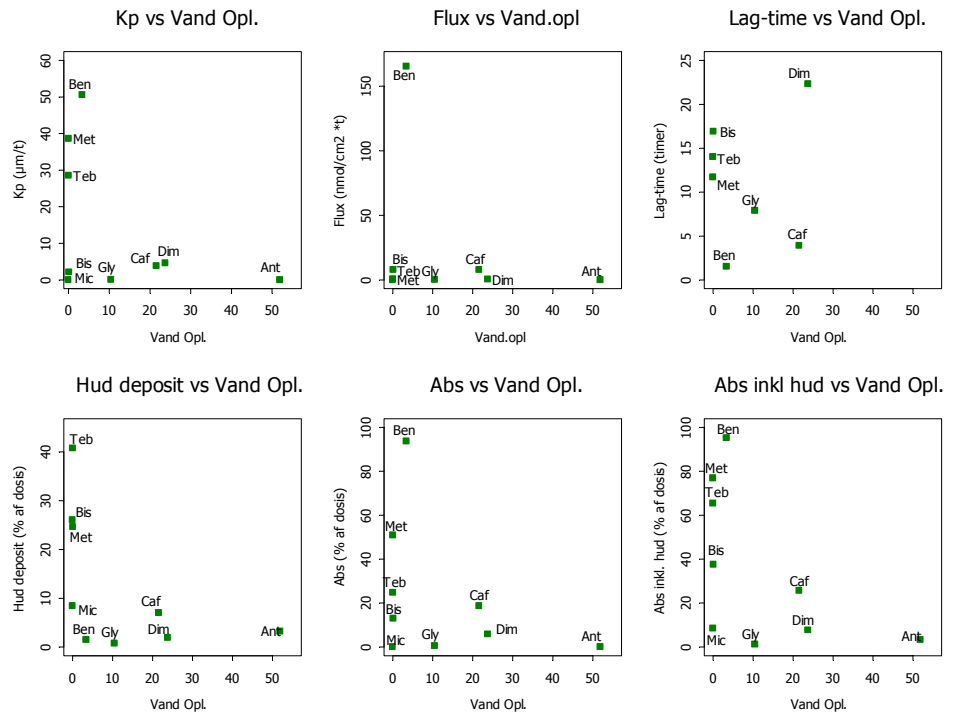 Kp vs Vand Opl.
Kp (µm/t)
60
50
40
30
20
10
0
Ben
Met
Teb
Bis
Mic
Gly
Caf
Dim
Ant
0 10 20 30 40 50
Vand Opl.
Flux vs Vand.opl
Flux (nmol/cm2 *t)
150
100
50
0
Ben
Bis
Teb
Met
Gly
Caf
Dim
Ant
0 10 20 30 40 50
Vand.opl
Lag-time vs Vand Opl.
Lag-time (timer)
25
20
15
10
5
0
Dim
Bis
Teb
Met
Gly
Caf
Ben
0 10 20 30 40 50
Vand Opl.
Hud deposit vs Vand Opl.
Hud deposit (% af dosis)
40
30
20
10
0
Teb
Bis
Met
Mic
Ben
Gly
Caf
Dim
Ant
0 10 20 30 40 50
Vand Opl.
Abs vs Vand Opl.
Abs (% af dosis)
100
80
60
40
20
0
Ben
Met
Teb
Bis
Mic
Gly
Caf
Dim
Ant
0 10 20 30 40 50
Vand Opl.
Abs inkl hud vs Vand Opl.
Abs inkl. hud (% af dosis)
100
80
60
40
20
0
Ben
Met
Teb
Bis
Mic
Gly
Caf
Dim
Ant
0 10 20 30 40 50
Vand Opl.